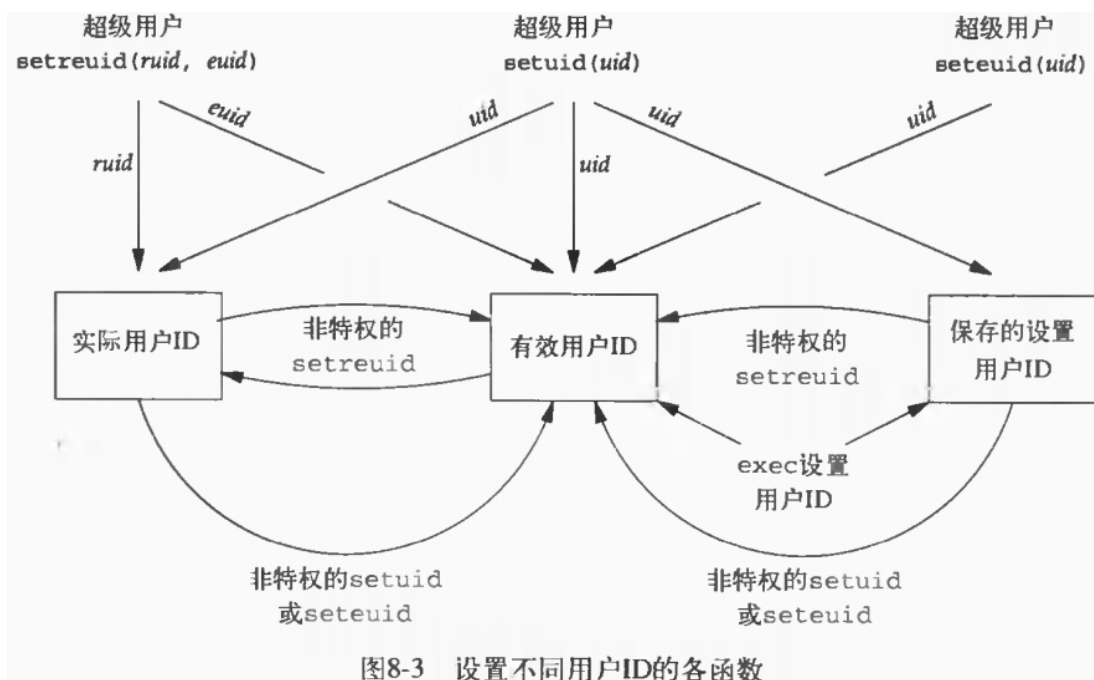 超级用户
setreuid(ruid, euid)
超级用户
setuid(uid)
超级用户
seteuid(uid)
ruid
euid
uid
uid
uid
uid
实际用户ID
非特权的
setreuid
有效用户ID
非特权的
setreuid
保存的设置
用户ID
exec设置
用户ID
非特权的setuid
或seteuid
非特权的setuid
或seteuid
图8-3 设置不同用户ID的各函数